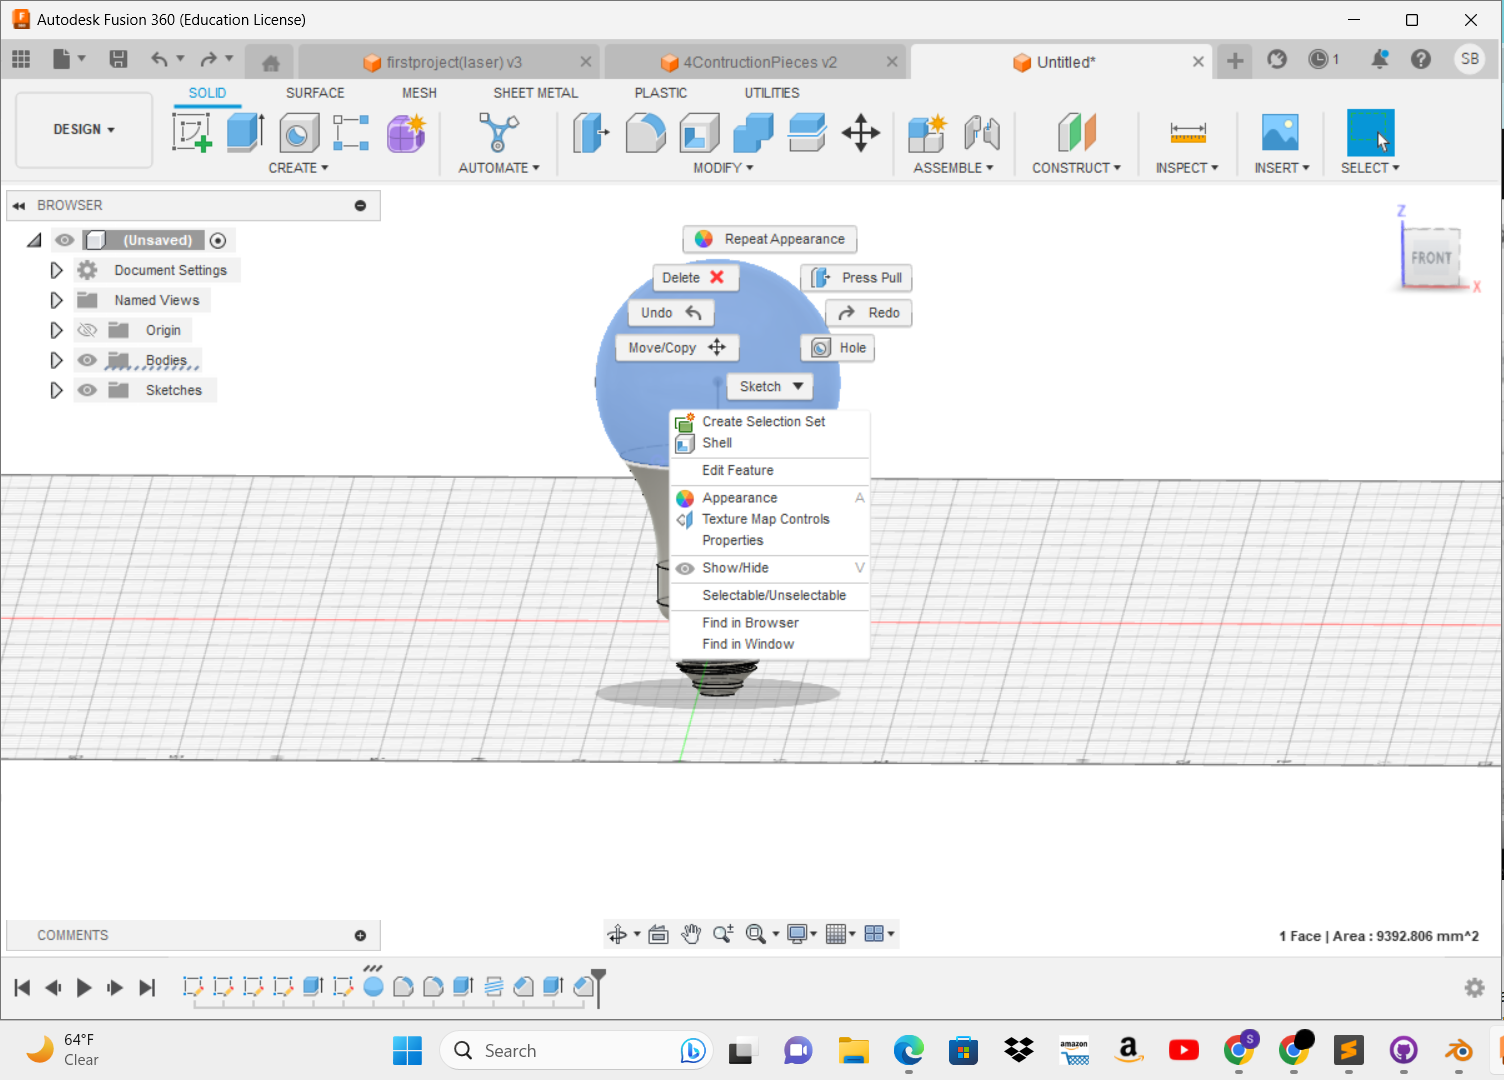 Autodesk Fusion 360 (Education License)
firstproject(laser) v3
4ContructionPieces v2
Untitled*
1
SB
DESIGN
SOLID
SURFACE
MESH
SHEET METAL
PLASTIC
UTILITIES
CREATE
AUTOMATE
MODIFY
ASSEMBLE
CONSTRUCT
INSPECT
INSERT
SELECT
BROWSER
(Unsaved)
Document Settings
Named Views
Origin
Bodies
Sketches
Z
FRONT
X
Repeat Appearance
Delete
Press Pull
Undo
Redo
Move/Copy
Hole
Sketch
Create Selection Set
Shell
Edit Feature
Appearance A
Texture Map Controls
Properties
Show/Hide V
Selectable/Unselectable
Find in Browser
Find in Window
COMMENTS
1 Face | Area : 9392.806 mm^2
64°F
Clear
Search
amazon
a
S